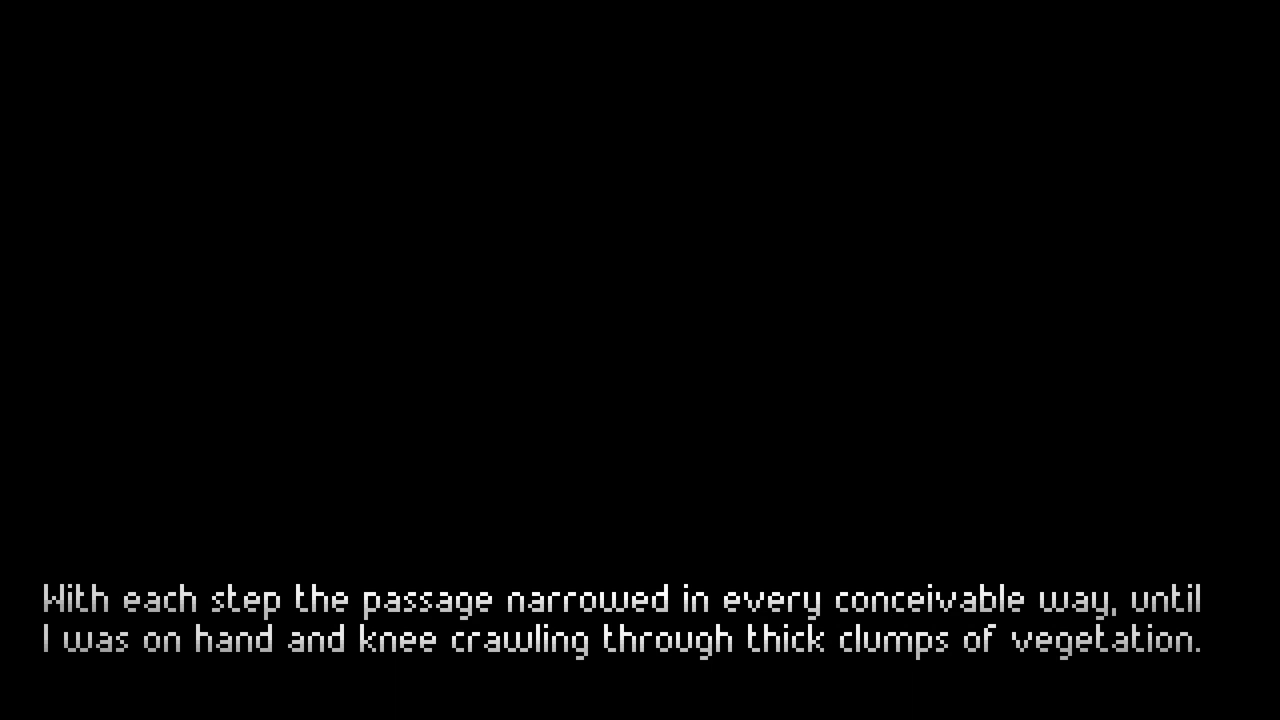 With each step the passage narrowed in every conceivable way, until
I was on hand and knee crawling through thick clumps of vegetation.